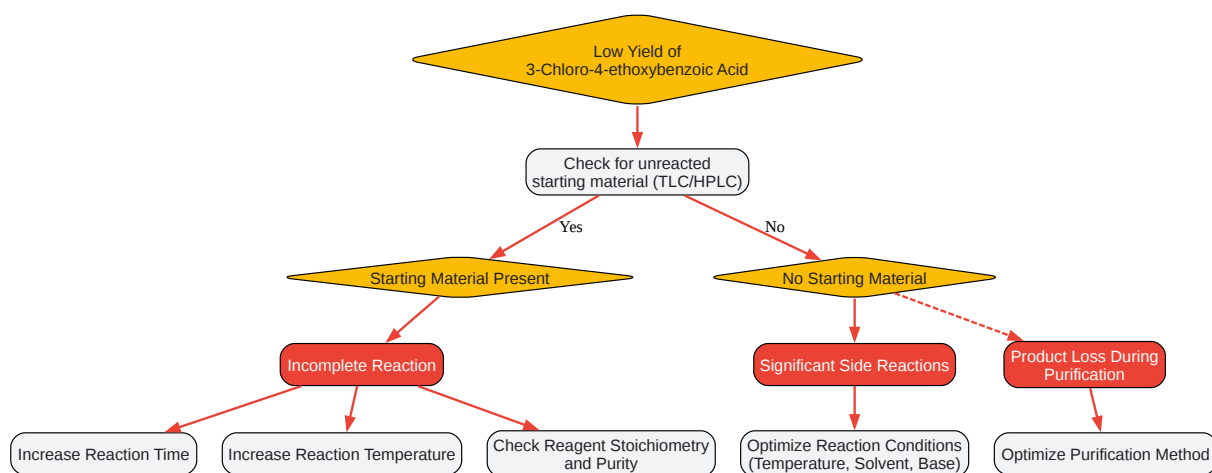 Low Yield of
3-Chloro-4-ethoxybenzoic Acid
Check for unreacted
starting material (TLC/HPLC)
Yes
No
Starting Material Present
No Starting Material
Incomplete Reaction
Significant Side Reactions
Product Loss During
Purification
Increase Reaction Time
Increase Reaction Temperature
Check Reagent Stoichiometry
and Purity
Optimize Reaction Conditions
(Temperature, Solvent, Base)
Optimize Purification Method